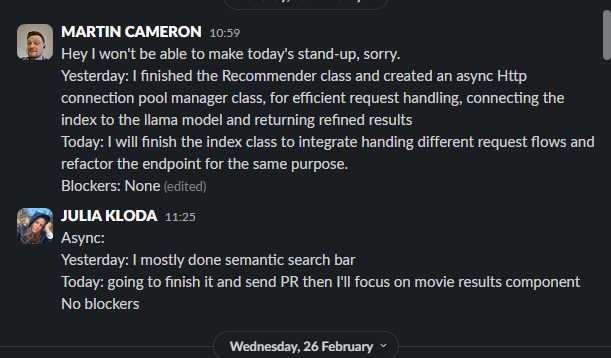 MARTIN CAMERON 10:59
Hey I won't be able to make today's stand-up, sorry.
Yesterday: I finished the Recommender class and created an async Http
connection pool manager class, for efficient request handling, connecting the
index to the llama model and returning refined results
Today: I will finish the index class to integrate handing different request flows and
refactor the endpoint for the same purpose.
Blockers: None (edited)
JULIA KLODA 11:25
Async:
Yesterday: I mostly done semantic search bar
Today: going to finish it and send PR then I'll focus on movie results component
No blockers
Wednesday, 26 February